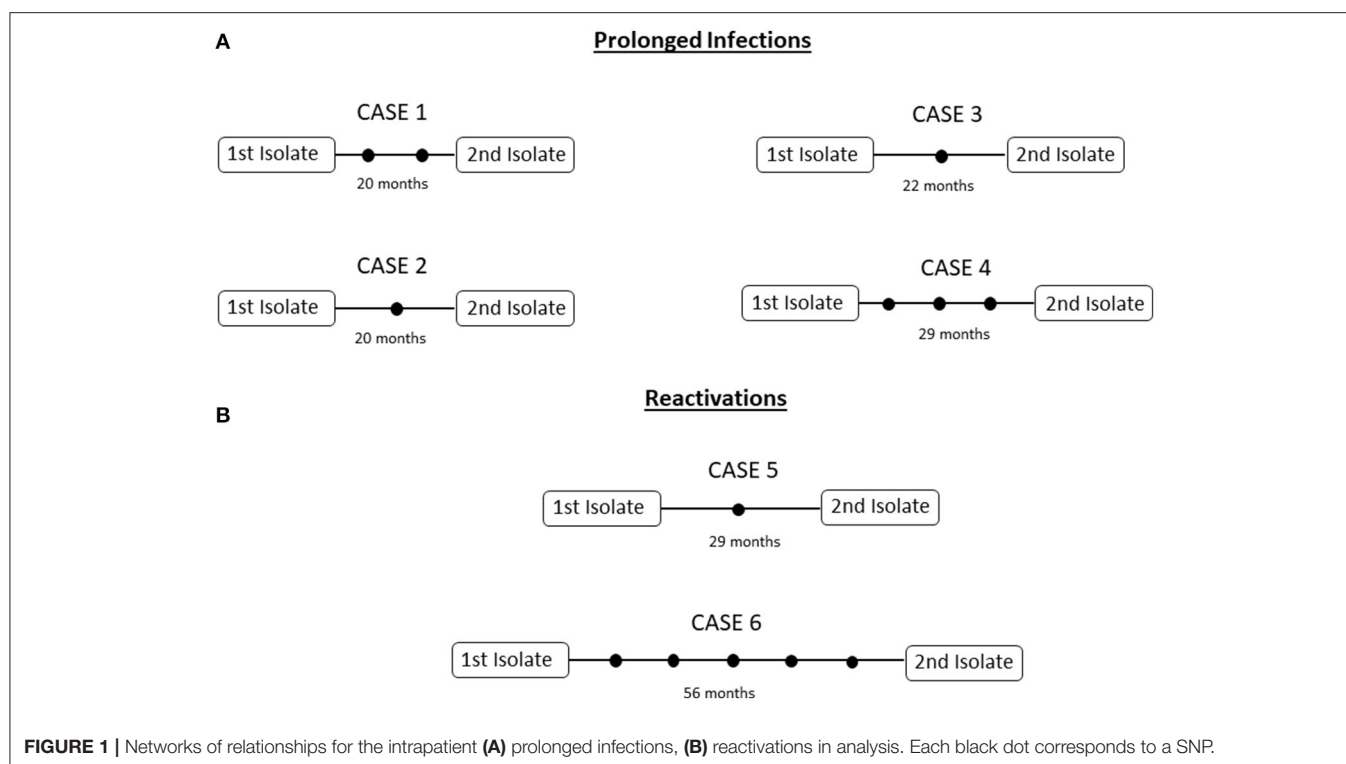 A
Prolonged Infections
CASE 1
1st Isolate
2nd Isolate
20 months
CASE 3
1st Isolate
2nd Isolate
22 months
CASE 2
1st Isolate
2nd Isolate
20 months
CASE 4
1st Isolate
2nd Isolate
29 months
B
Reactivations
CASE 5
1st Isolate
2nd Isolate
29 months
CASE 6
1st Isolate
2nd Isolate
56 months
FIGURE 1 | Networks of relationships for the intrapatient (A) prolonged infections, (B) reactivations in analysis. Each black dot corresponds to a SNP.